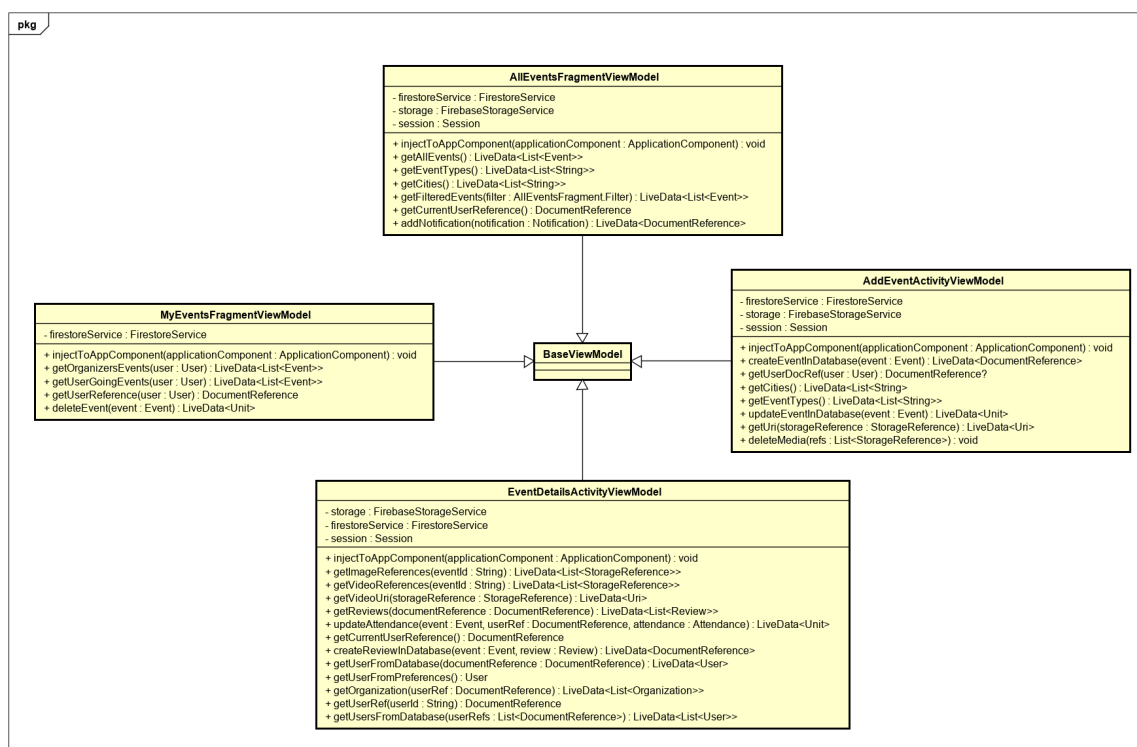 pkg
AllEventsFragmentViewModel
- firestoreService : FirestoreService
- storage : FirebaseStorageService
- session : Session
+ injectToAppComponent(applicationComponent : ApplicationComponent) : void
+ getAllEvents() : LiveData<List<Event>>
+ getEventTypes() : LiveData<List<String>>
+ getCities() : LiveData<List<String>>
+ getFilteredEvents(filter : AllEventsFragment.Filter) : LiveData<List<Event>>
+ getCurrentUserReference() : DocumentReference
+ addNotification(notification : Notification) : LiveData<DocumentReference>
MyEventsFragmentViewModel
- firestoreService : FirestoreService
+ injectToAppComponent(applicationComponent : ApplicationComponent) : void
+ getOrganizersEvents(user : User) : LiveData<List<Event>>
+ getUserGoingEvents(user : User) : LiveData<List<Event>>
+ getUserReference(user : User) : DocumentReference
+ deleteEvent(event : Event) : LiveData<Unit>
BaseViewModel
AddEventActivityViewModel
- firestoreService : FirestoreService
- storage : FirebaseStorageService
- session : Session
+ injectToAppComponent(applicationComponent : ApplicationComponent) : void
+ createEventInDatabase(event : Event) : LiveData<DocumentReference>
+ getUserDocRef(user : User) : DocumentReference?
+ getCities() : LiveData<List<String>
+ getEventTypes() : LiveData<List<String>>
+ updateEventInDatabase(event : Event) : LiveData<Unit>
+ getUri(storageReference : StorageReference) : LiveData<Uri>
+ deleteMedia(refs : List<StorageReference>) : void
EventDetailsActivityViewModel
- storage : FirebaseStorageService
- firestoreService : FirestoreService
- session : Session
+ injectToAppComponent(applicationComponent : ApplicationComponent) : void
+ getImageReferences(eventId : String) : LiveData<List<StorageReference>>
+ getVideoReferences(eventId : String) : LiveData<List<StorageReference>>
+ getVideoUri(storageReference : StorageReference) : LiveData<Uri>
+ getReviews(documentReference : DocumentReference) : LiveData<List<Review>>
+ updateAttendance(event : Event, userRef : DocumentReference, attendance : Attendance) : LiveData<Unit>
+ getCurrentUserReference() : DocumentReference
+ createReviewInDatabase(event : Event, review : Review) : LiveData<DocumentReference>
+ getUserFromDatabase(documentReference : DocumentReference) : LiveData<User>
+ getUserFromPreferences() : User
+ getOrganization(userRef : DocumentReference) : LiveData<List<Organization>>
+ getUserRef(userId : String) : DocumentReference
+ getUsersFromDatabase(userRefs : List<DocumentReference>) : LiveData<List<User>>